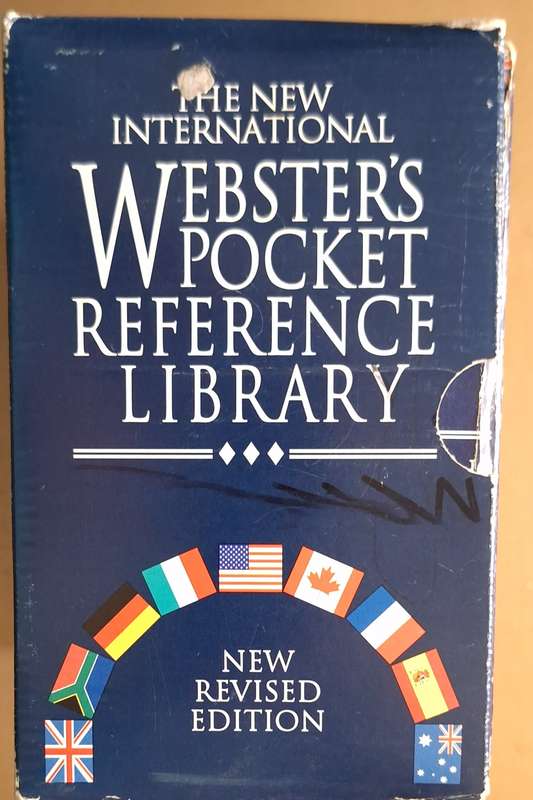 THE NEW
INTERNATIONAL
WEBSTER'S
POCKET
REFERENCE
LIBRARY
NEW
REVISED
EDITION